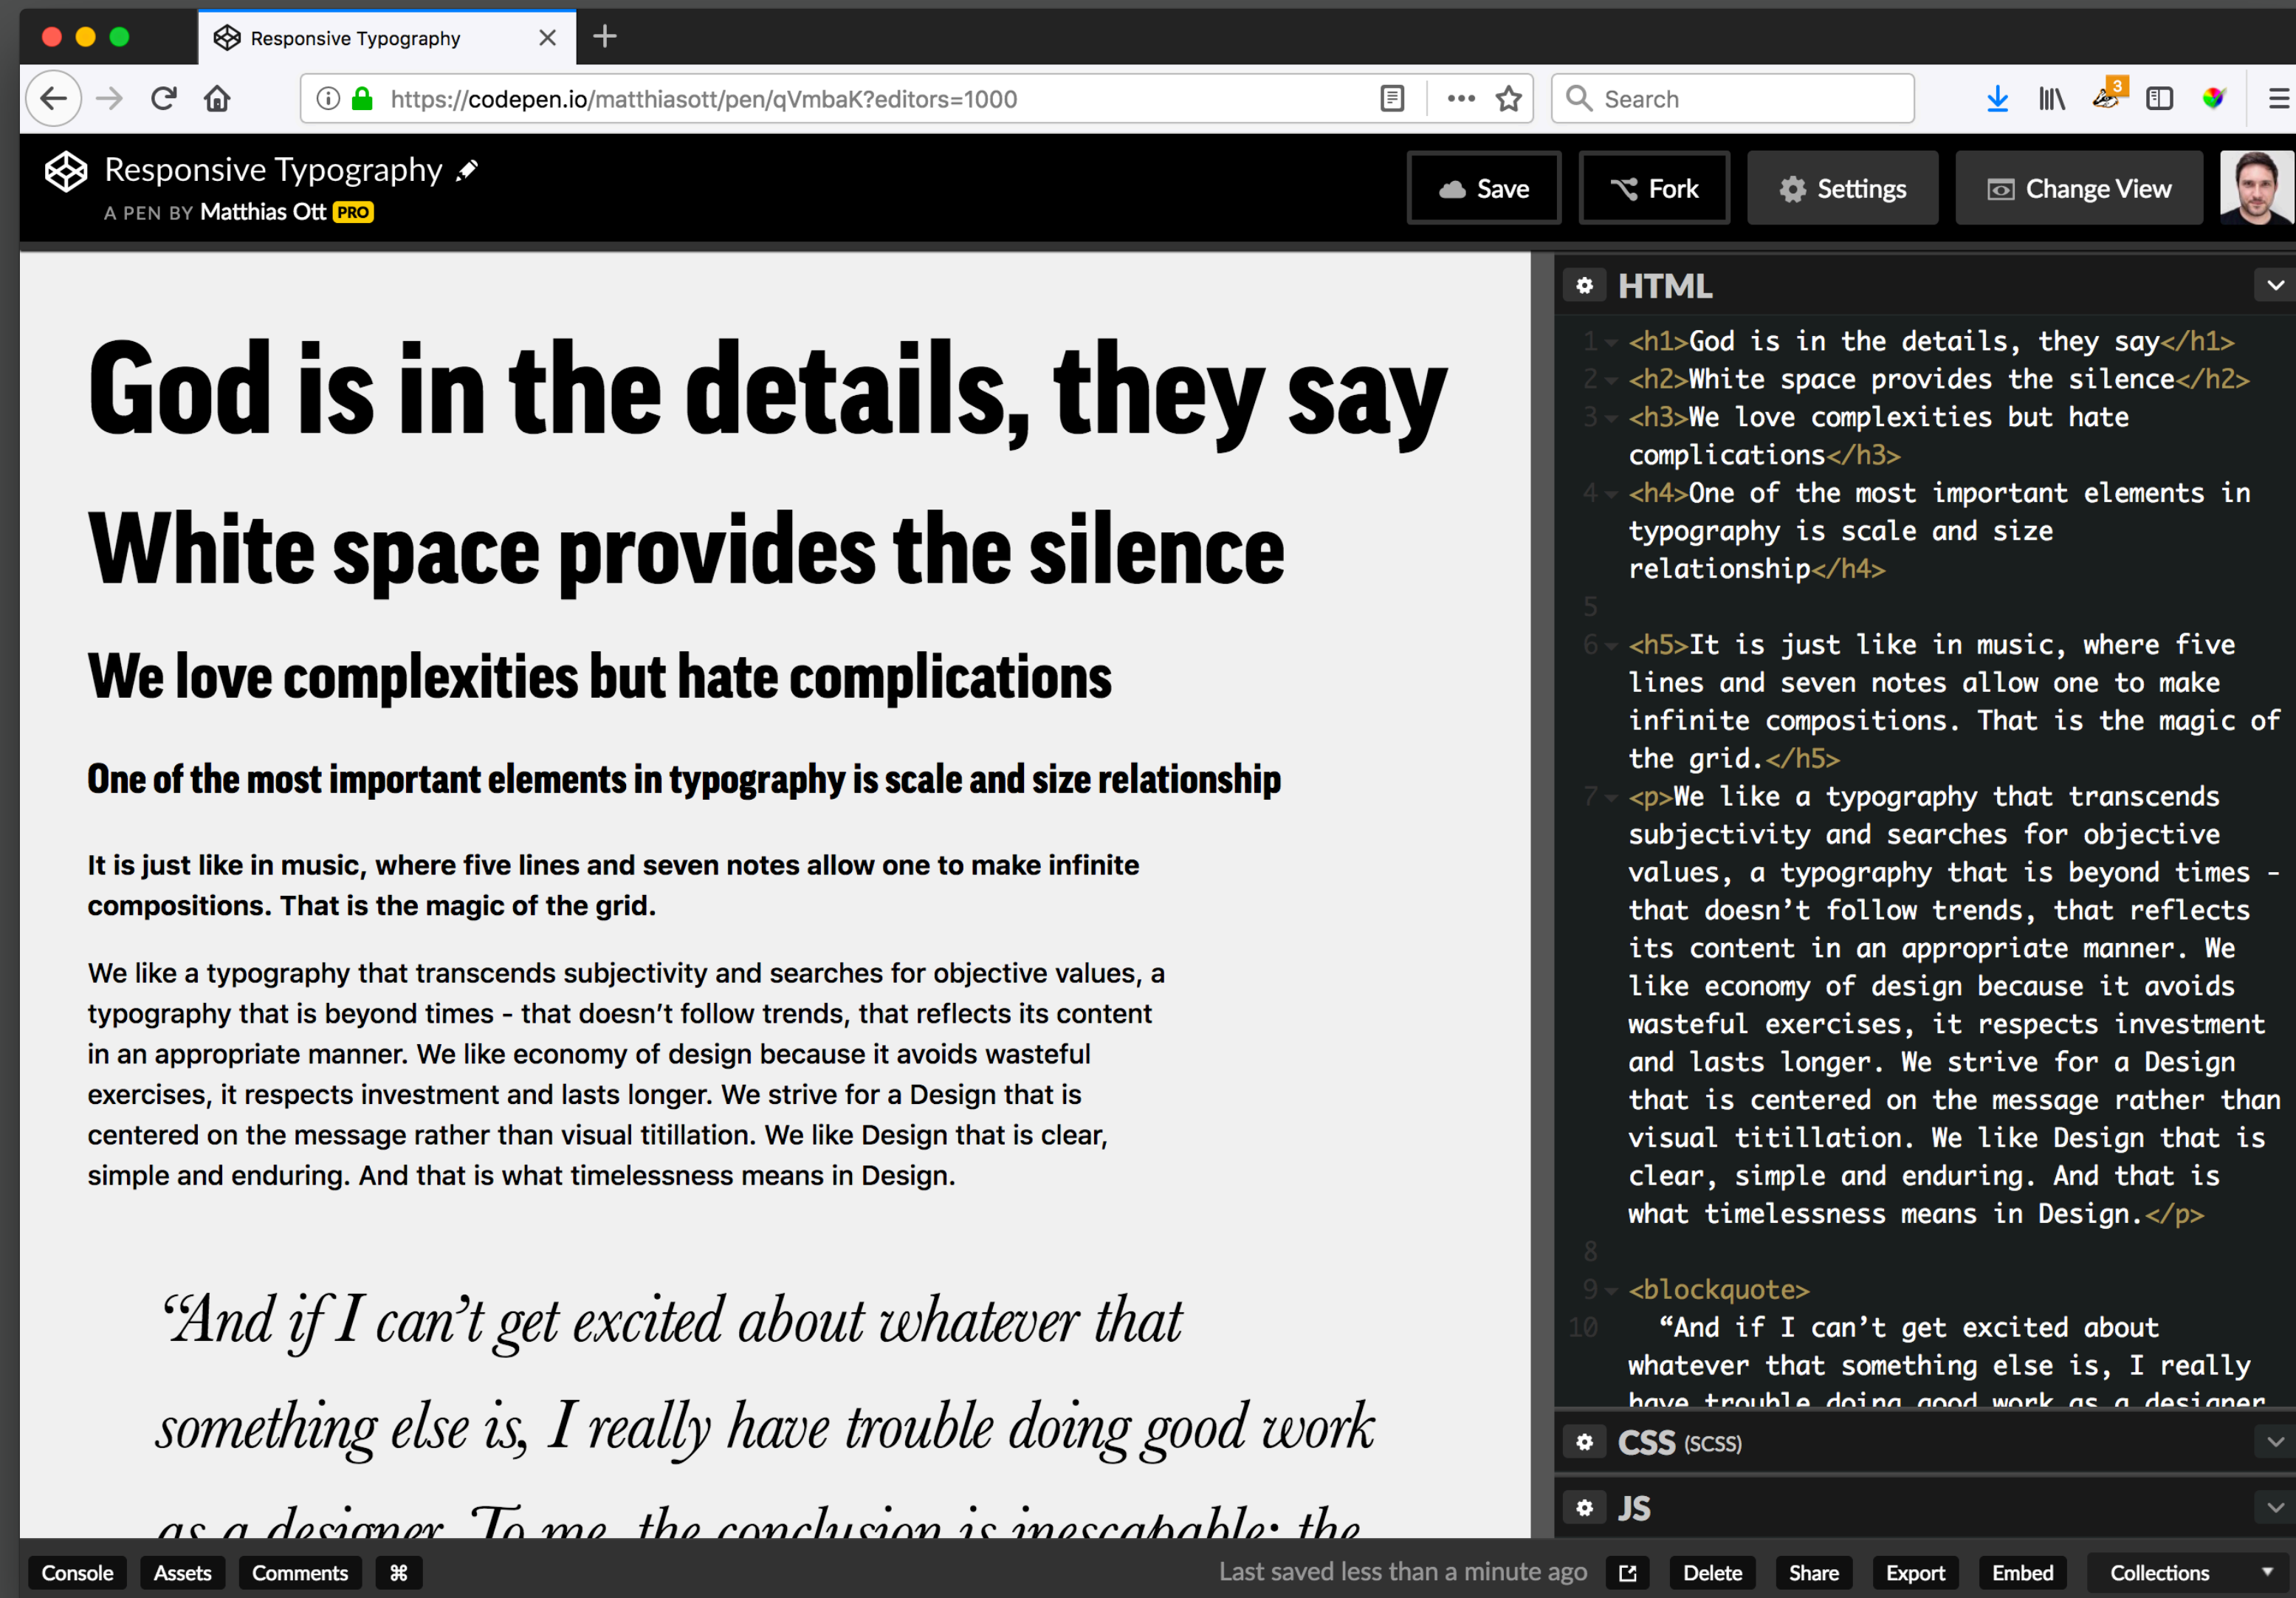 Responsive Typography
https://codepen.io/matthiasott/pen/qVmbaK?editors=1000
Search
3
Responsive Typography
A PEN BY Matthias Ott PRO
Save
Fork
Settings
Change View
God is in the details, they say
White space provides the silence
We love complexities but hate complications
One of the most important elements in typography is scale and size relationship
It is just like in music, where five lines and seven notes allow one to make infinite
compositions. That is the magic of the grid.
We like a typography that transcends subjectivity and searches for objective values, a
typography that is beyond times - that doesn’t follow trends, that reflects its content
in an appropriate manner. We like economy of design because it avoids wasteful
exercises, it respects investment and lasts longer. We strive for a Design that is
centered on the message rather than visual titillation. We like Design that is clear,
simple and enduring. And that is what timelessness means in Design.
“And if I can’t get excited about whatever that
something else is, I really have trouble doing good work
as a designer. To me, the conclusion is inescapable: the
HTML
1 <h1>God is in the details, they say</h1>
2 <h2>White space provides the silence</h2>
3 <h3>We love complexities but hate
complications</h3>
4 <h4>One of the most important elements in
typography is scale and size
relationship</h4>
5
6 <h5>It is just like in music, where five
lines and seven notes allow one to make
infinite compositions. That is the magic of
the grid.</h5>
7 <p>We like a typography that transcends
subjectivity and searches for objective
values, a typography that is beyond times -
that doesn’t follow trends, that reflects
its content in an appropriate manner. We
like economy of design because it avoids
wasteful exercises, it respects investment
and lasts longer. We strive for a Design
that is centered on the message rather than
visual titillation. We like Design that is
clear, simple and enduring. And that is
what timelessness means in Design.</p>
8
9 <blockquote>
10 “And if I can’t get excited about
whatever that something else is, I really
have trouble doing good work as a designer
CSS (SCSS)
JS
Console
Assets
Comments
⌘
Last saved less than a minute ago
Delete
Share
Export
Embed
Collections